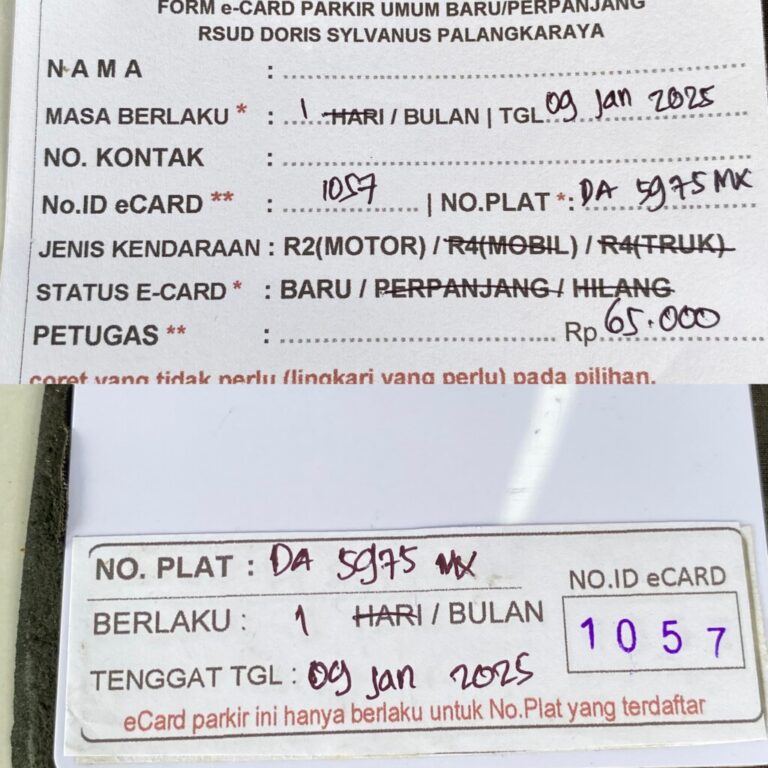 FORM e-CARD PARKIR UMUM BARU/PERPANJANG
RSUD DORIS SYLVANUS PALANGKARAYA
NAMA :
MASA BERLAKU * : 1 HARI / BULAN | TGL 09 Jan 2025
NO. KONTAK :
No.ID eCARD ** : 1057 | NO.PLAT *: DA 5975 MX
JENIS KENDARAAN : R2(MOTOR) / R4(MOBIL) / R4(TRUK)
STATUS E-CARD * : BARU / PERPANJANG / HILANG
PETUGAS ** : Rp 65.000
coret yang tidak perlu (lingkari yang perlu) pada pilihan.
NO. PLAT : DA 5975 MX
NO.ID eCARD
BERLAKU : 1 HARI / BULAN
1057
TENGGAT TGL : 09 Jan 2025
eCard parkir ini hanya berlaku untuk No.Plat yang terdaftar